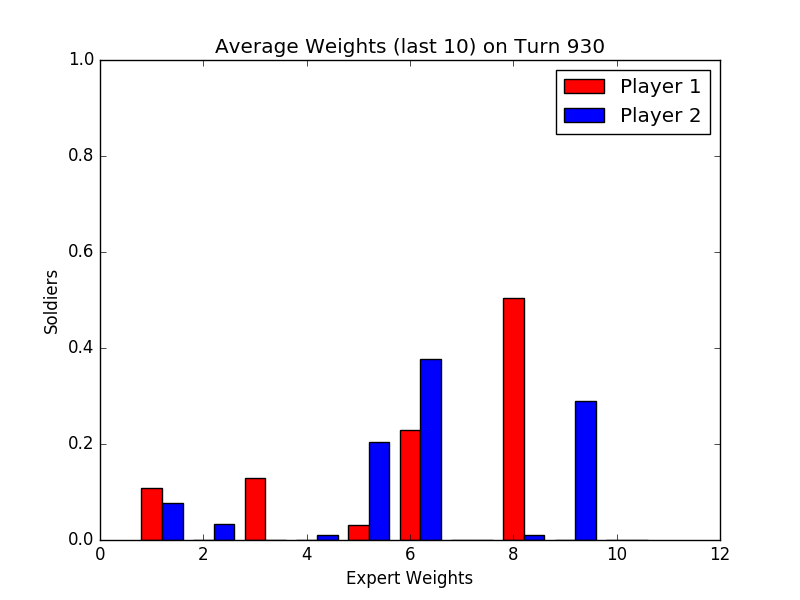 Average Weights (last 10) on Turn 930
1.0
0.8
0.6
0.4
0.2
0.0
Soldiers
Player 1
Player 2
0 2 4 6 8 10 12
Expert Weights